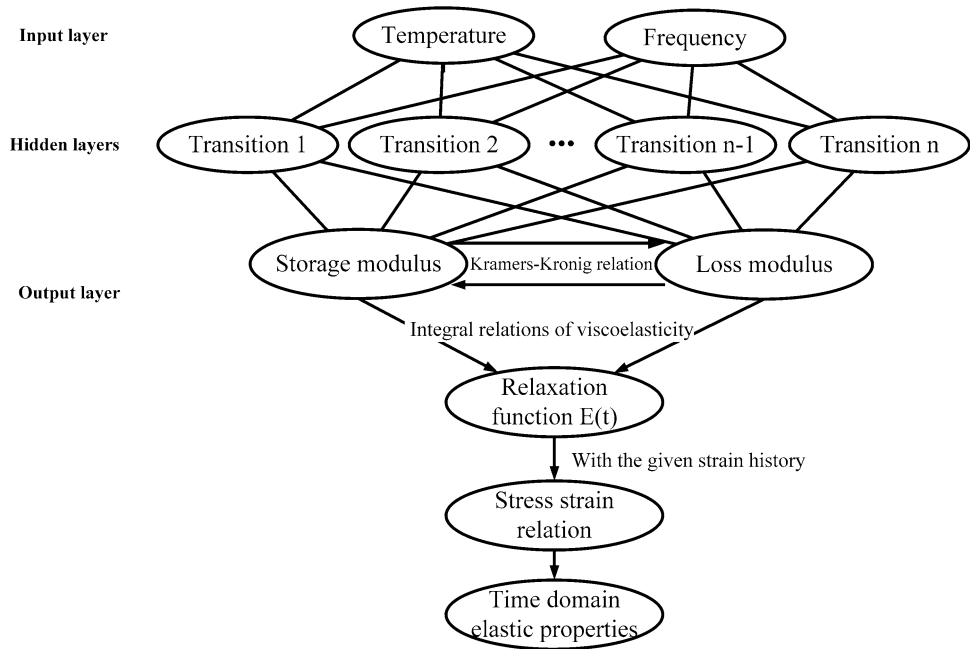 Input layer
Temperature
Frequency
Hidden layers
Transition 1
Transition 2
...
Transition n-1
Transition n
Storage modulus
Kramers-Kronig relation
Loss modulus
Output layer
Integral relations of viscoelasticity
Relaxation
function E(t)
With the given strain history
Stress strain
relation
Time domain
elastic properties